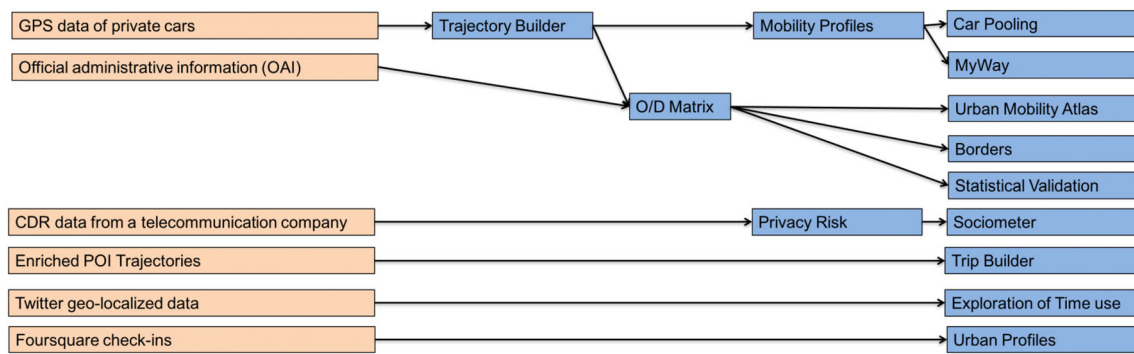 GPS data of private cars
Trajectory Builder
Mobility Profiles
Car Pooling
Official administrative information (OAI)
MyWay
O/D Matrix
Urban Mobility Atlas
Borders
Statistical Validation
CDR data from a telecommunication company
Privacy Risk
Sociometer
Enriched POI Trajectories
Trip Builder
Twitter geo-localized data
Exploration of Time use
Foursquare check-ins
Urban Profiles